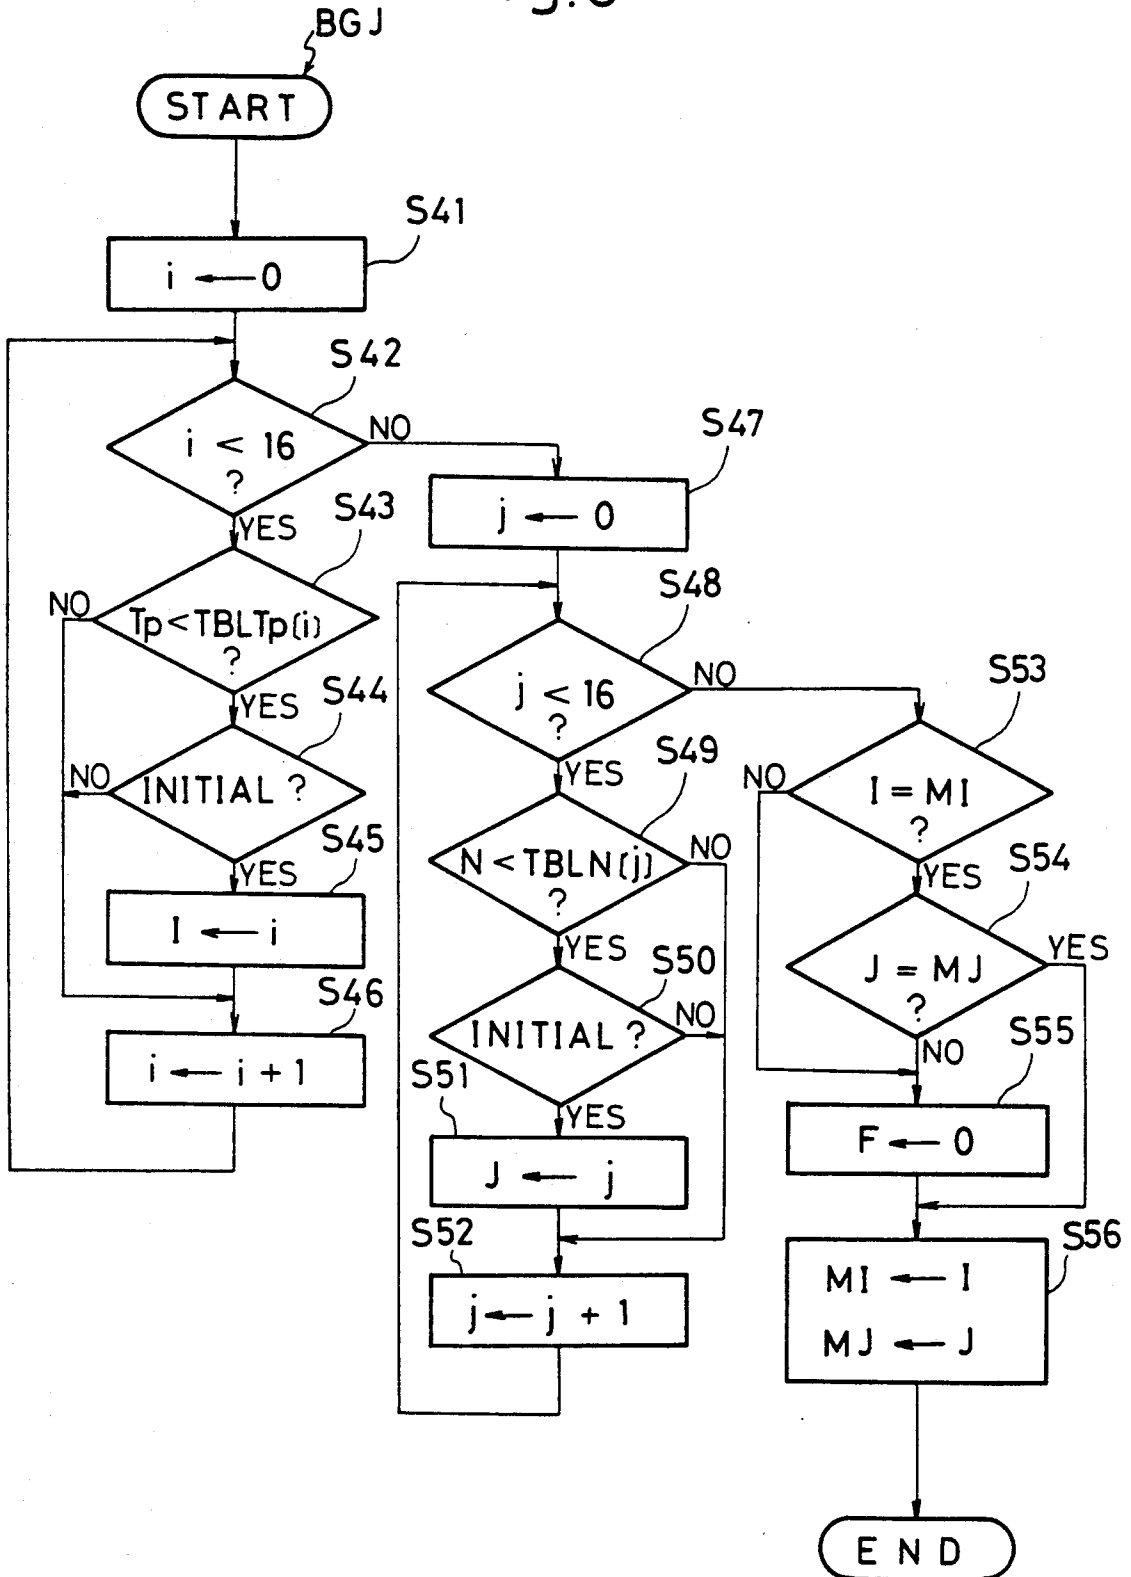 BGJ
START
S41
i ← 0
S42
i < 16
?
NO
YES
S43
Tp<TBLTp(i)
?
NO
YES
S44
INITIAL ?
NO
YES
S45
I ← i
S46
i ← i + 1
S47
j ← 0
S48
j < 16
?
NO
YES
S49
N < TBLN(j)
?
NO
YES
S50
INITIAL ?
NO
YES
S51
J ← j
S52
j ← j + 1
S53
I = MI
?
NO
YES
S54
J = MJ
?
YES
NO
S55
F ← 0
S56
MI ← I
MJ ← J
END